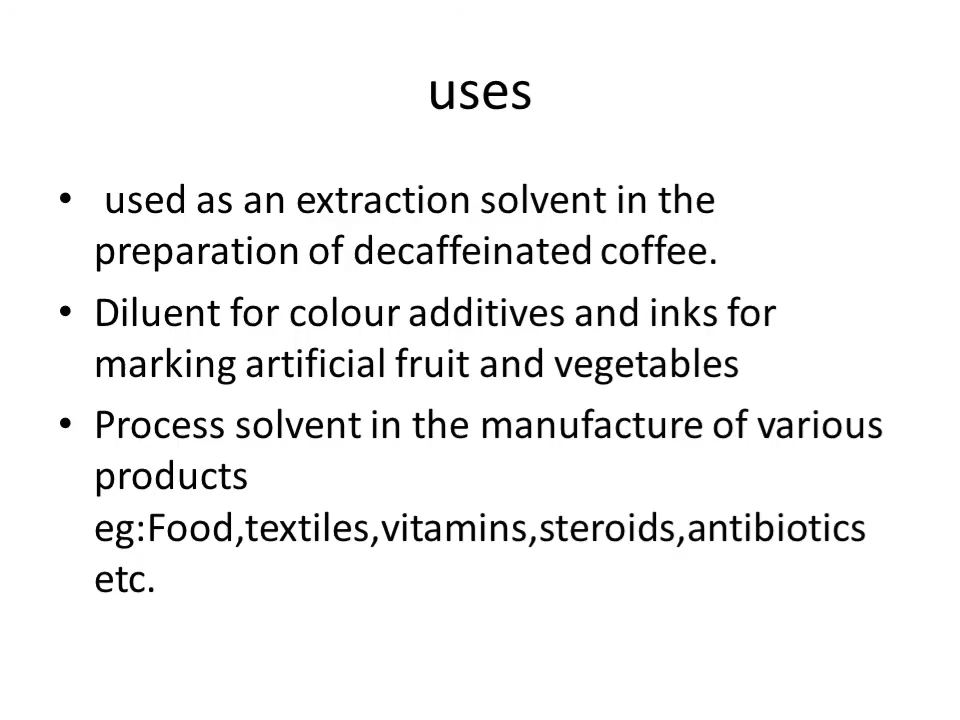 uses
• used as an extraction solvent in the
preparation of decaffeinated coffee.
• Diluent for colour additives and inks for
marking artificial fruit and vegetables
• Process solvent in the manufacture of various
products
eg:Food,textiles,vitamins,steroids,antibiotics
etc.